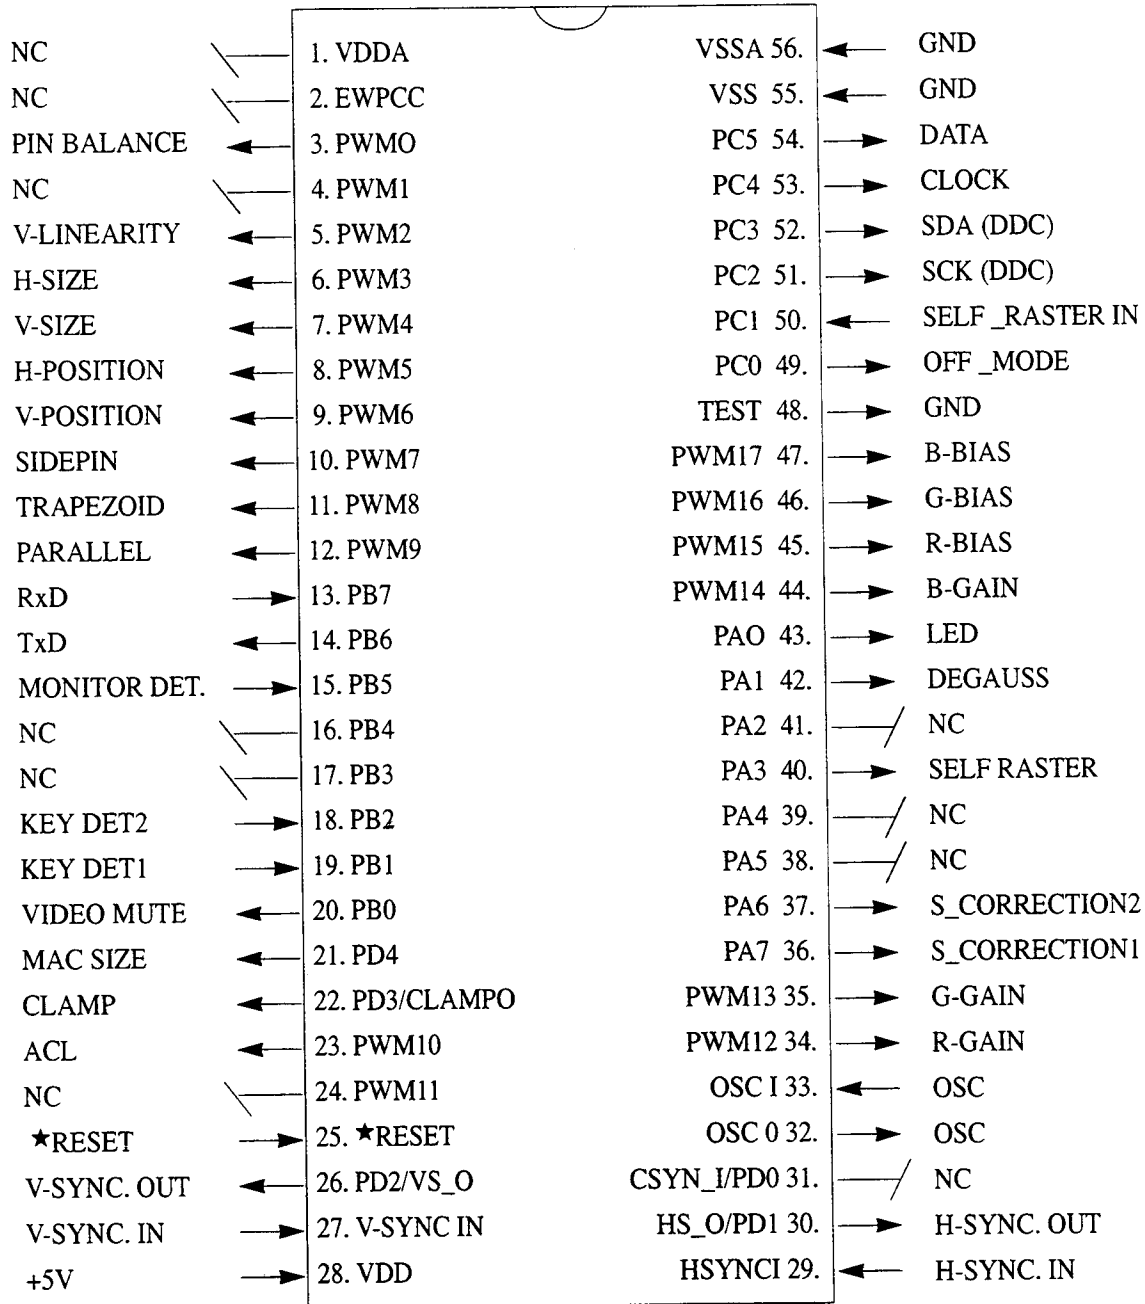 NC 1. VDDA VSSA 56. GND
NC 2. EWPCC VSS 55. GND
PIN BALANCE 3. PWMO PC5 54. DATA
NC 4. PWM1 PC4 53. CLOCK
V-LINEARITY 5. PWM2 PC3 52. SDA (DDC)
H-SIZE 6. PWM3 PC2 51. SCK (DDC)
V-SIZE 7. PWM4 PC1 50. SELF _RASTER IN
H-POSITION 8. PWM5 PC0 49. OFF _MODE
V-POSITION 9. PWM6 TEST 48. GND
SIDEPIN 10. PWM7 PWM17 47. B-BIAS
TRAPEZOID 11. PWM8 PWM16 46. G-BIAS
PARALLEL 12. PWM9 PWM15 45. R-BIAS
RxD 13. PB7 PWM14 44. B-GAIN
TxD 14. PB6 PAO 43. LED
MONITOR DET. 15. PB5 PA1 42. DEGAUSS
NC 16. PB4 PA2 41. NC
NC 17. PB3 PA3 40. SELF RASTER
KEY DET2 18. PB2 PA4 39. NC
KEY DET1 19. PB1 PA5 38. NC
VIDEO MUTE 20. PB0 PA6 37. S_CORRECTION2
MAC SIZE 21. PD4 PA7 36. S_CORRECTION1
CLAMP 22. PD3/CLAMPO PWM13 35. G-GAIN
ACL 23. PWM10 PWM12 34. R-GAIN
NC 24. PWM11 OSC I 33. OSC
★RESET 25. ★RESET OSC 0 32. OSC
V-SYNC. OUT 26. PD2/VS_O CSYN_I/PD0 31. NC
V-SYNC. IN 27. V-SYNC IN HS_O/PD1 30. H-SYNC. OUT
+5V 28. VDD HSYNCI 29. H-SYNC. IN